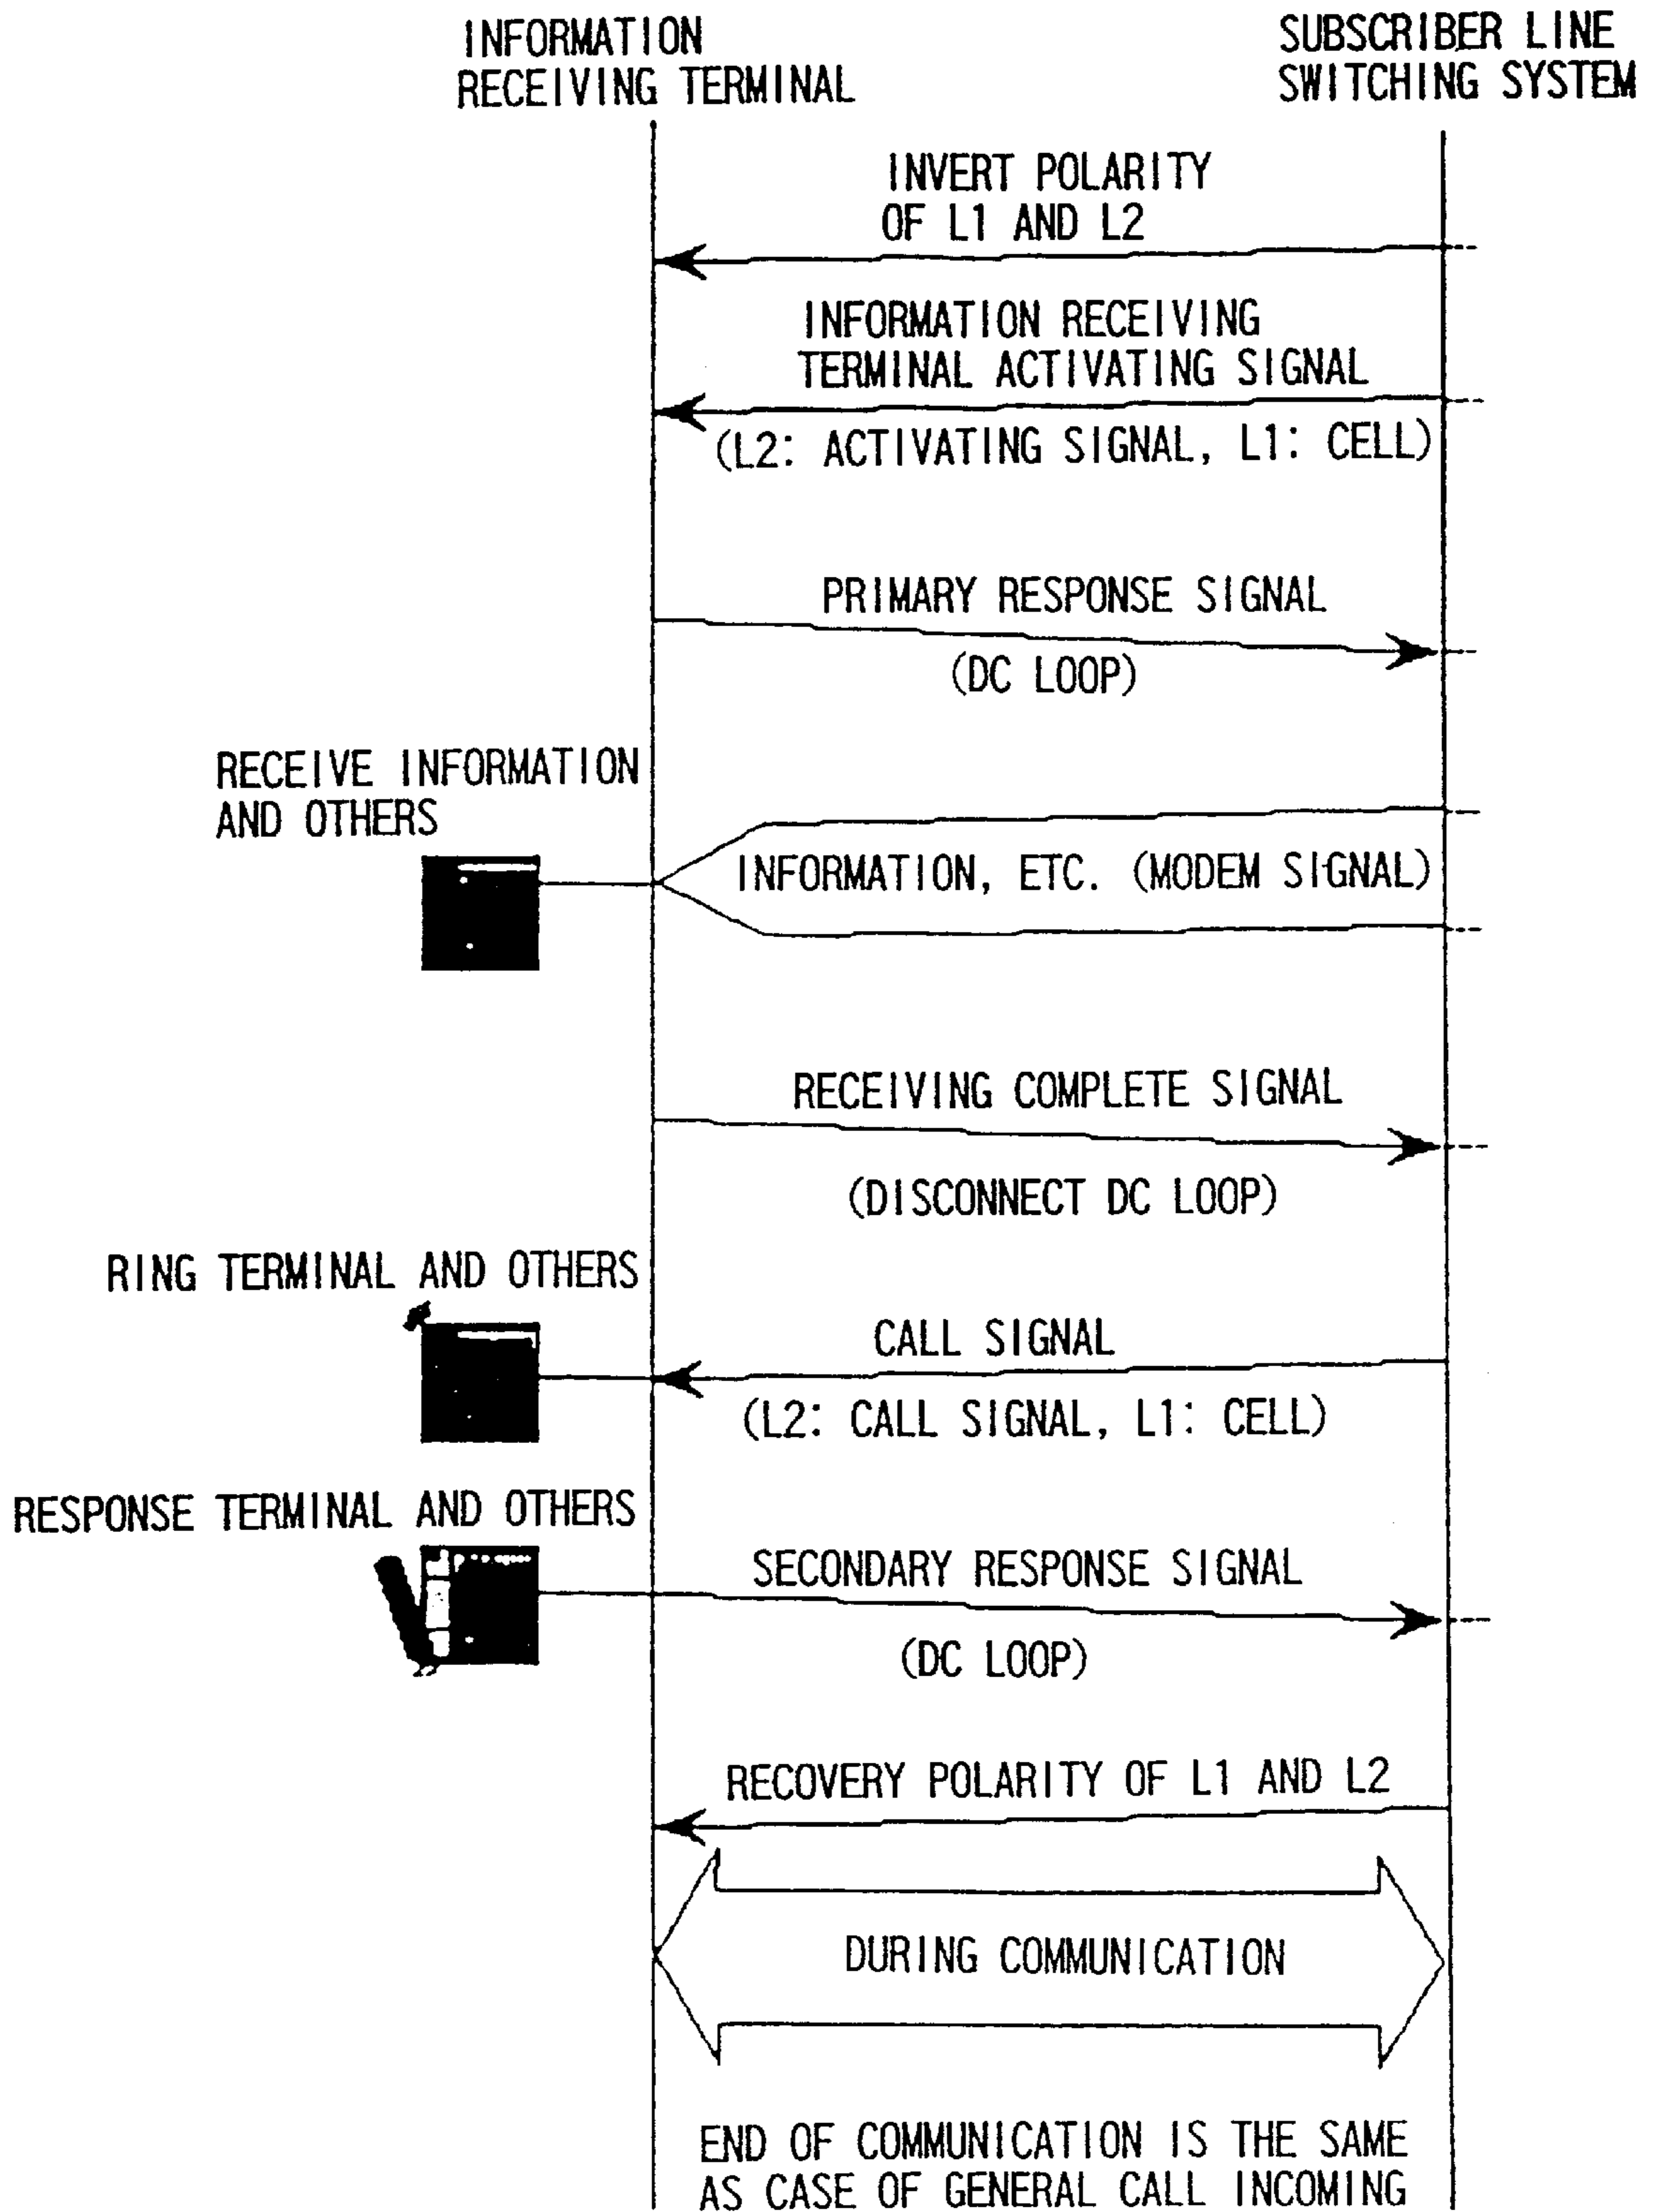 INFORMATION
RECEIVING TERMINAL
SUBSCRIBER LINE
SWITCHING SYSTEM
INVERT POLARITY
OF L1 AND L2
INFORMATION RECEIVING
TERMINAL ACTIVATING SIGNAL
(L2: ACTIVATING SIGNAL, L1: CELL)
PRIMARY RESPONSE SIGNAL
(DC LOOP)
RECEIVE INFORMATION
AND OTHERS
INFORMATION, ETC. (MODEM SIGNAL)
RECEIVING COMPLETE SIGNAL
(DISCONNECT DC LOOP)
RING TERMINAL AND OTHERS
CALL SIGNAL
(L2: CALL SIGNAL, L1: CELL)
RESPONSE TERMINAL AND OTHERS
SECONDARY RESPONSE SIGNAL
(DC LOOP)
RECOVERY POLARITY OF L1 AND L2
DURING COMMUNICATION
END OF COMMUNICATION IS THE SAME
AS CASE OF GENERAL CALL INCOMING